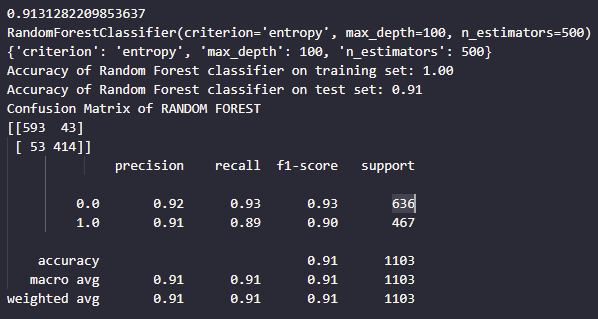 0.9131282209853637
RandomForestClassifier(criterion='entropy', max_depth=100, n_estimators=500)
{'criterion': 'entropy', 'max_depth': 100, 'n_estimators': 500}
Accuracy of Random Forest classifier on training set: 1.00
Accuracy of Random Forest classifier on test set: 0.91
Confusion Matrix of RANDOM FOREST
[[593  43]
 [ 53 414]]
              precision    recall  f1-score   support

         0.0       0.92      0.93      0.93       636
         1.0       0.91      0.89      0.90       467

    accuracy                           0.91      1103
   macro avg       0.91      0.91      0.91      1103
weighted avg       0.91      0.91      0.91      1103